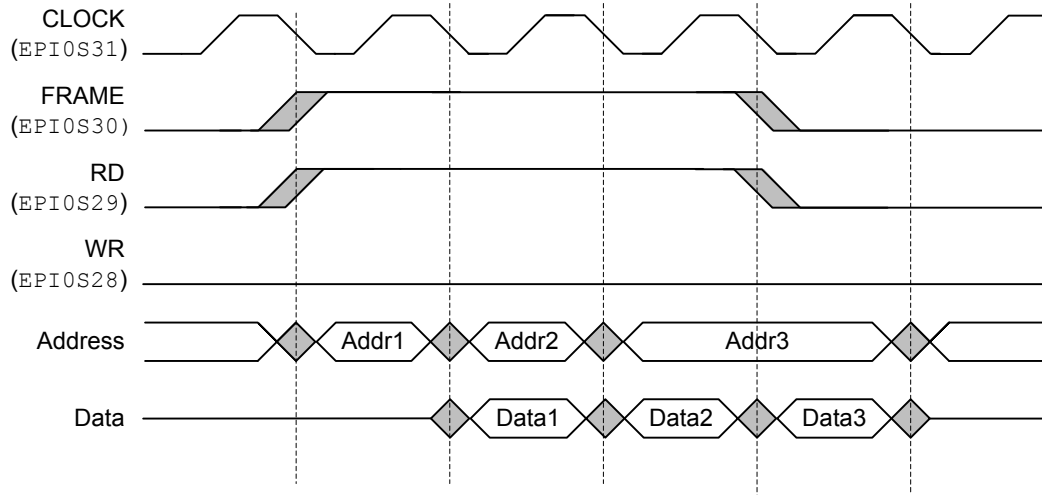 CLOCK
(EPI0S31)
FRAME
(EPI0S30)
RD
(EPI0S29)
WR
(EPI0S28)
Address Addr1 Addr2 Addr3
Data Data1 Data2 Data3